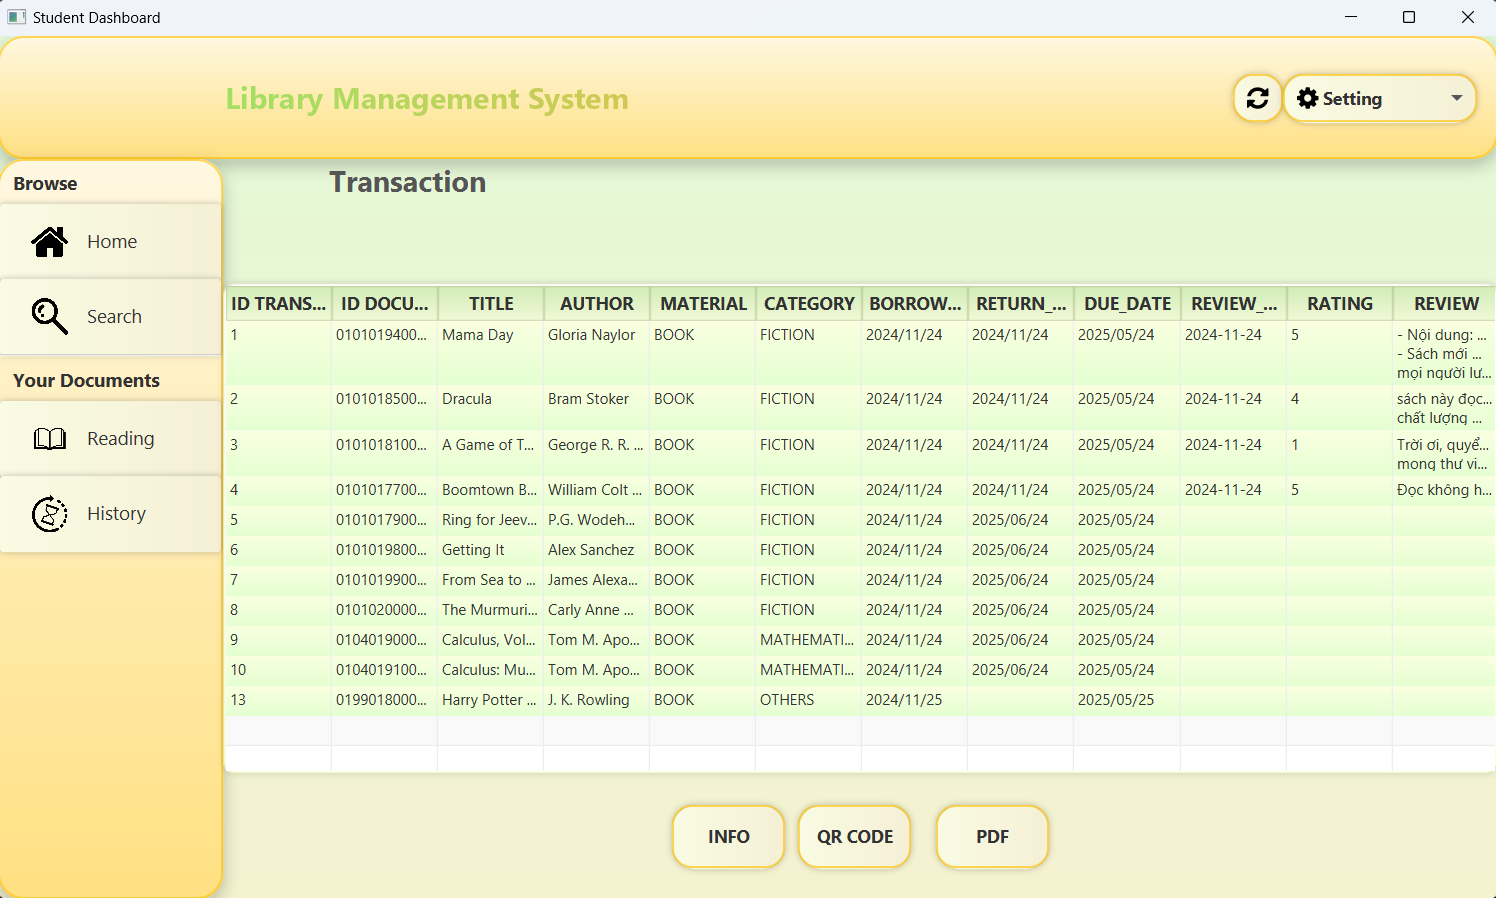 Student Dashboard
Library Management System
Setting
Browse
Home
Search
Your Documents
Reading
History
Transaction
ID TRANS... ID DOCU... TITLE AUTHOR MATERIAL CATEGORY BORROW... RETURN_... DUE_DATE REVIEW_... RATING REVIEW
1 0101019400... Mama Day Gloria Naylor BOOK FICTION 2024/11/24 2024/11/24 2025/05/24 2024-11-24 5 - Nội dung: ...
- Sách mới ...
mọi người lư...
2 0101018500... Dracula Bram Stoker BOOK FICTION 2024/11/24 2024/11/24 2025/05/24 2024-11-24 4 sách này đọc...
chất lượng ...
3 0101018100... A Game of T... George R. R. ... BOOK FICTION 2024/11/24 2024/11/24 2025/05/24 2024-11-24 1 Trời ơi, quyể...
mong thư vi...
4 0101017700... Boomtown B... William Colt ... BOOK FICTION 2024/11/24 2024/11/24 2025/05/24 2024-11-24 5 Đọc không h...
5 0101017900... Ring for Jeev... P.G. Wodeh... BOOK FICTION 2024/11/24 2025/06/24 2025/05/24
6 0101019800... Getting It Alex Sanchez BOOK FICTION 2024/11/24 2025/06/24 2025/05/24
7 0101019900... From Sea to ... James Alexa... BOOK FICTION 2024/11/24 2025/06/24 2025/05/24
8 0101020000... The Murmuri... Carly Anne ... BOOK FICTION 2024/11/24 2025/06/24 2025/05/24
9 0104019000... Calculus, Vol... Tom M. Apo... BOOK MATHEMATI... 2024/11/24 2025/06/24 2025/05/24
10 0104019100... Calculus: Mu... Tom M. Apo... BOOK MATHEMATI... 2024/11/24 2025/06/24 2025/05/24
13 0199018000... Harry Potter ... J. K. Rowling BOOK OTHERS 2024/11/25 2025/05/25
INFO QR CODE PDF